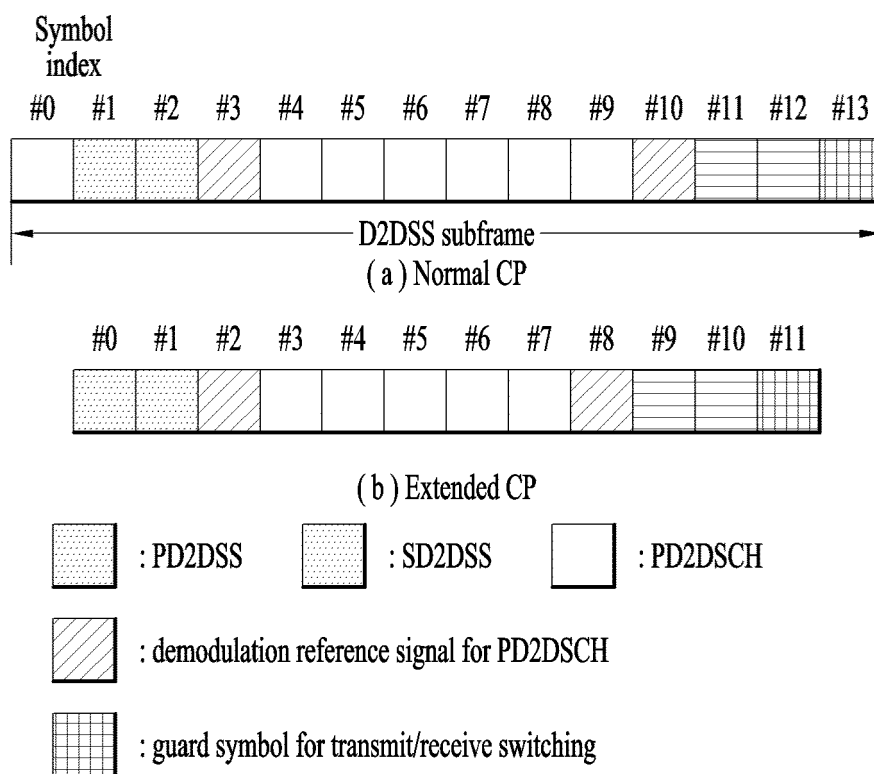 Symbol
index
#0 #1 #2 #3 #4 #5 #6 #7 #8 #9 #10 #11 #12 #13
D2DSS subframe
( a ) Normal CP
#0 #1 #2 #3 #4 #5 #6 #7 #8 #9 #10 #11
( b ) Extended CP
: PD2DSS : SD2DSS : PD2DSCH
: demodulation reference signal for PD2DSCH
: guard symbol for transmit/receive switching